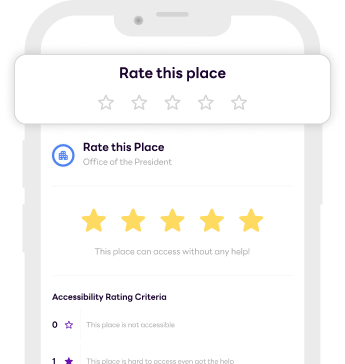 Rate this place
Rate this Place
Office of the President
This place can access without any help!
Accessibility Rating Criteria
0 This place is not accessible
1 This place is hard to access even got the help